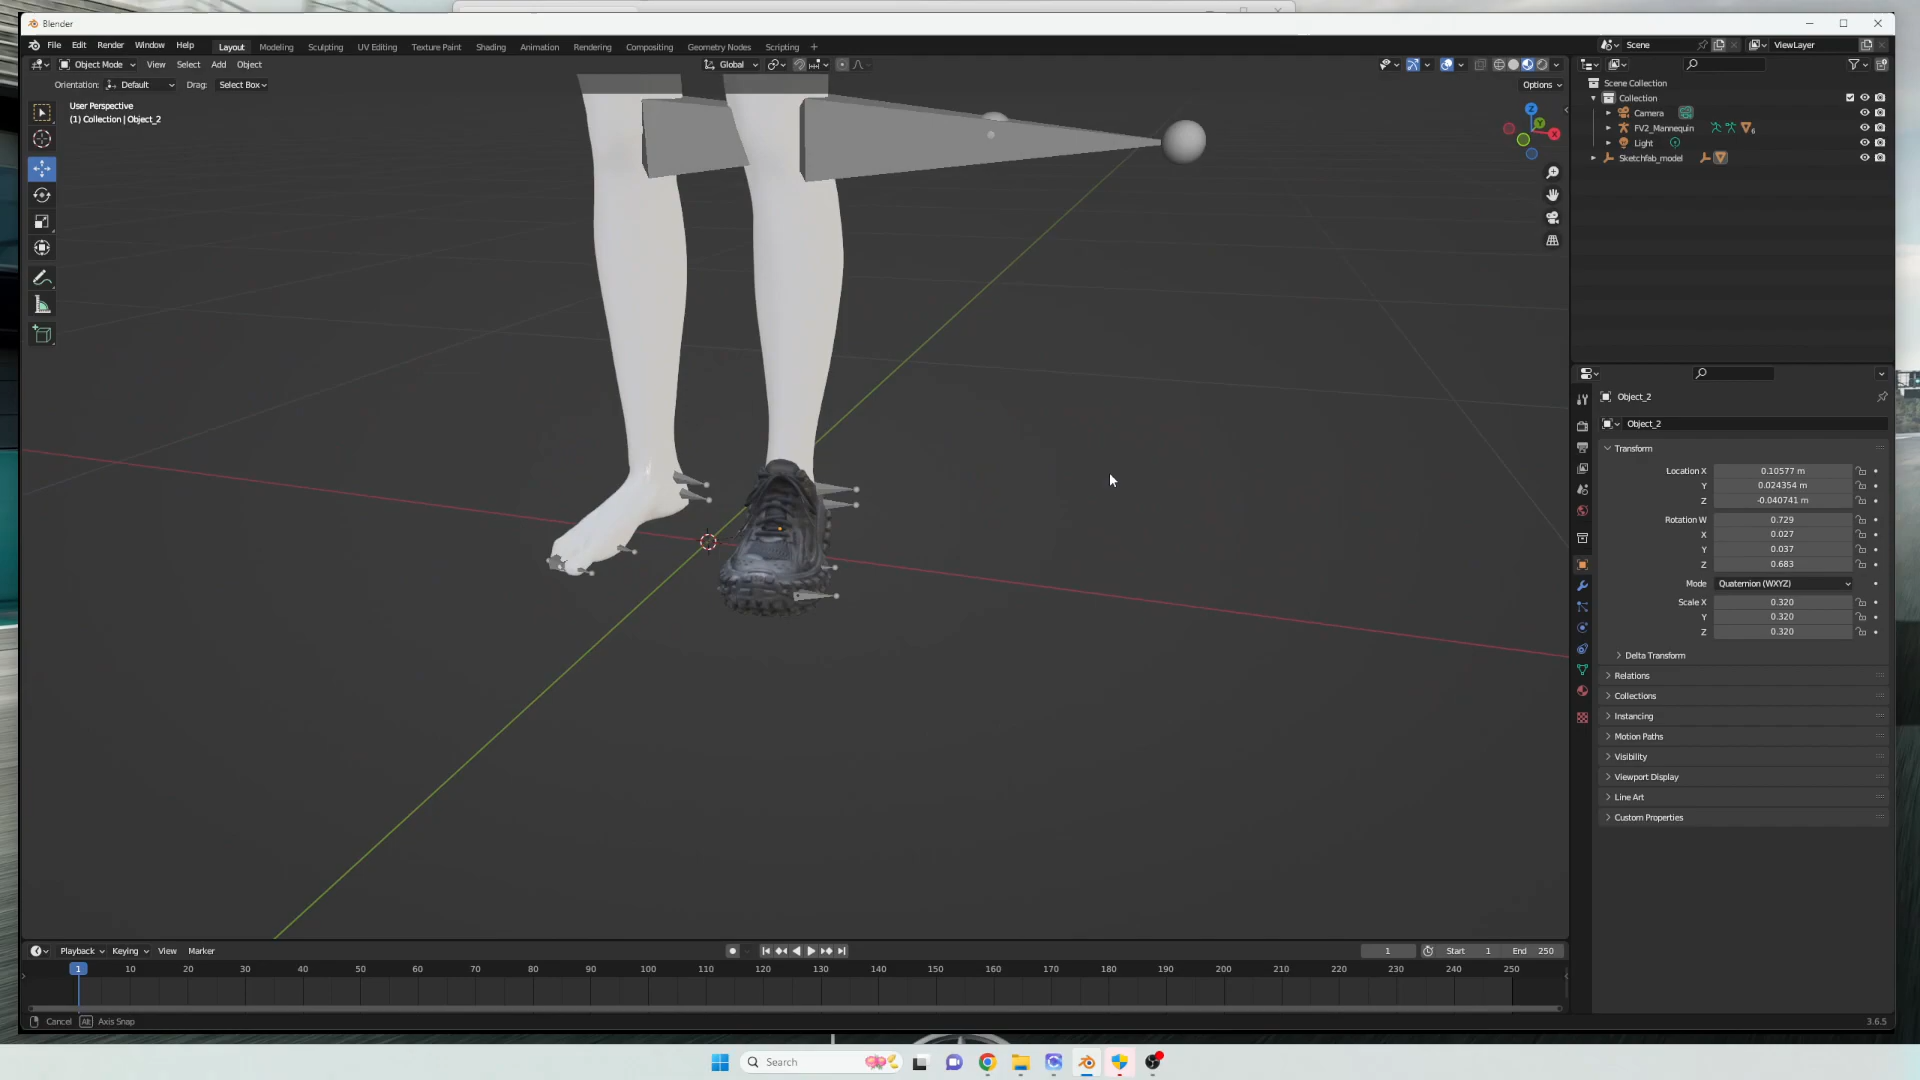 Blender
File Edit Render Window Help Layout Modeling Sculpting UV Editing Texture Paint Shading Animation Rendering Compositing Geometry Nodes Scripting + Scene ViewLayer
Object Mode View Select Add Object Global
Orientation: Default Drag: Select Box Options
User Perspective
(1) Collection | Object_2
Z
Y
X
Scene Collection
Collection
Camera
FV2_Mannequin 6
Light
Sketchfab_model
Object_2
Object_2
Transform
Location X 0.10577 m
Y 0.024354 m
Z -0.040741 m
Rotation W 0.729
X 0.027
Y 0.037
Z 0.683
Mode Quaternion (WXYZ)
Scale X 0.320
Y 0.320
Z 0.320
Delta Transform
Relations
Collections
Instancing
Motion Paths
Visibility
Viewport Display
Line Art
Custom Properties
Playback Keying View Marker 1 Start 1 End 250
1 10 20 30 40 50 60 70 80 90 100 110 120 130 140 150 160 170 180 190 200 210 220 230 240 250
Cancel Alt Axis Snap 3.6.5
Search